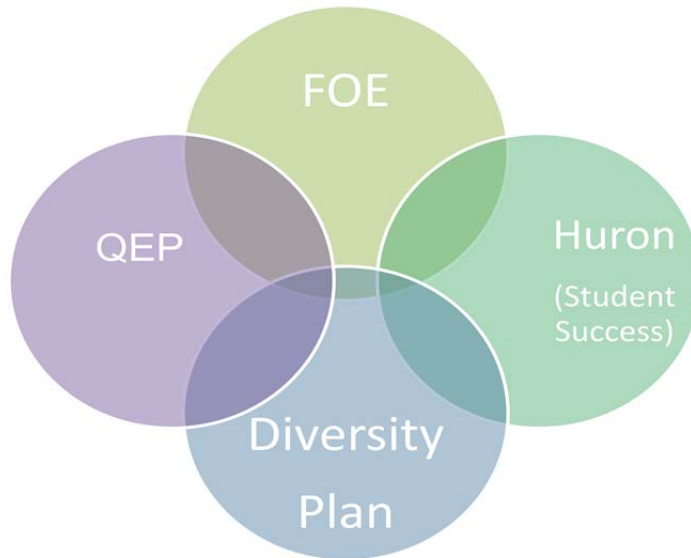 FOE
QEP
Huron
(Student
Success)
Diversity
Plan